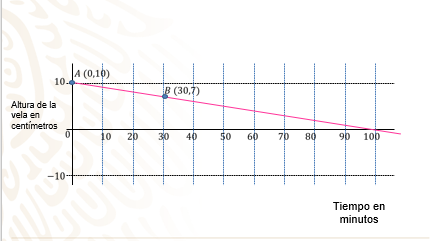 A (0,10)
10
B (30,7)
Altura de la
vela en
centímetros
0 10 20 30 40 50 60 70 80 90 100
−10
Tiempo en
minutos